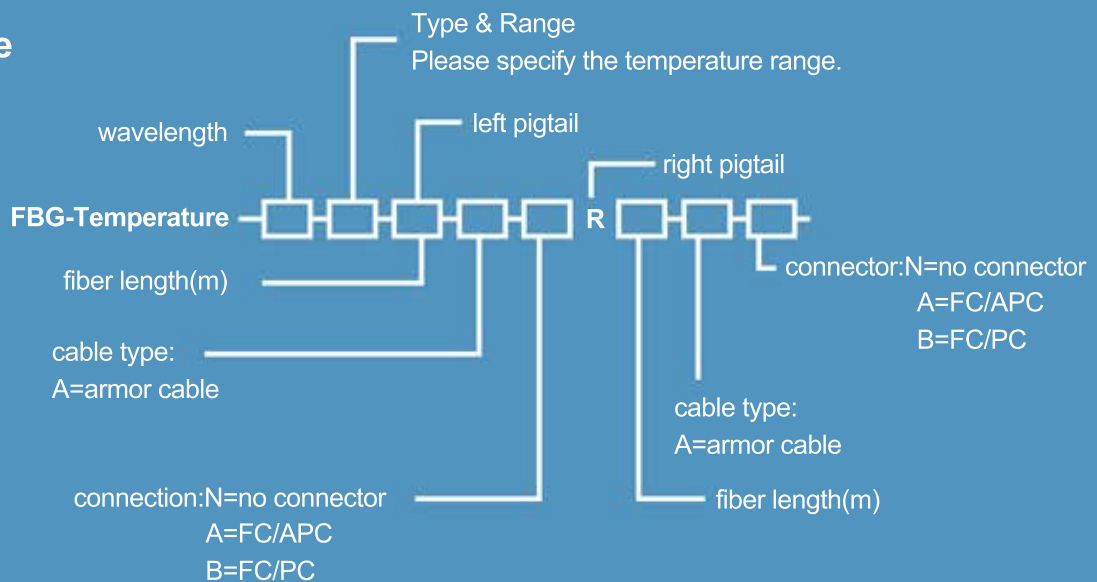 e
Type & Range
Please specify the temperature range.
wavelength
left pigtail
right pigtail
FBG-Temperature
R
fiber length(m)
connector:N=no connector
A=FC/APC
B=FC/PC
cable type:
A=armor cable
cable type:
A=armor cable
connection:N=no connector
A=FC/APC
B=FC/PC
fiber length(m)